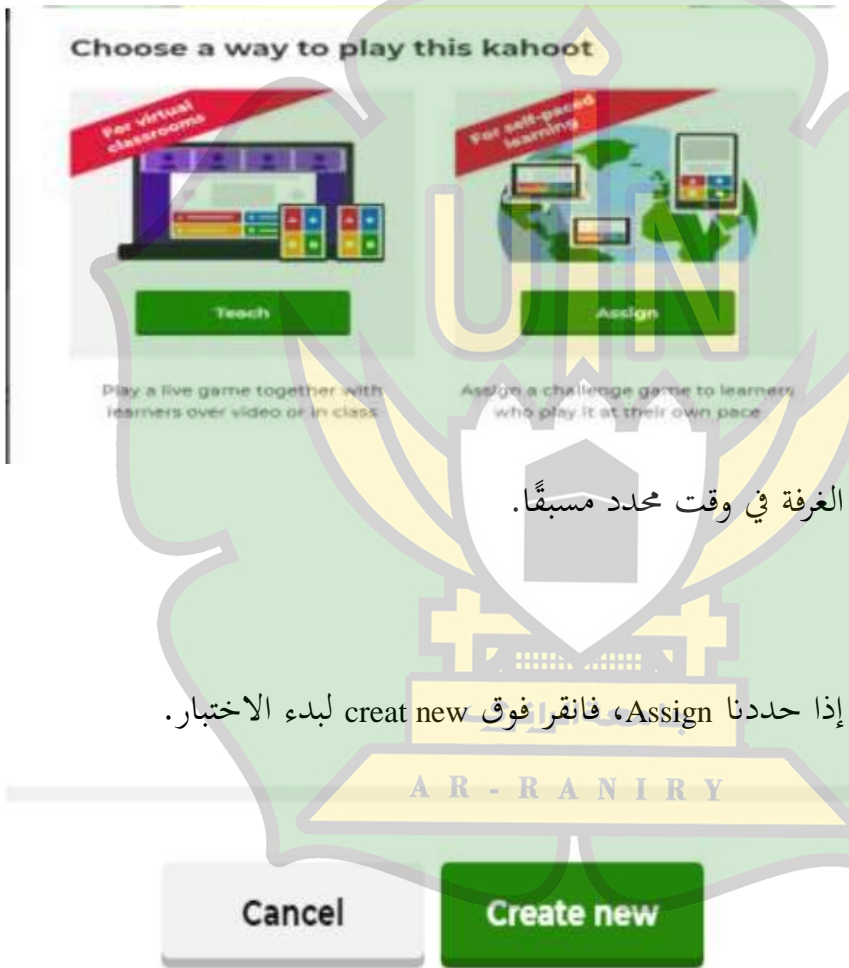 Choose a way to play this kahoot
For virtual
classrooms
For self-paced
learning
Teach
Assign
Play a live game together with
learners over video or in class
Assign a challenge game to learners
who play it at their own pace
UIN
الغرفة في وقت محدد مسبقًا.
إذا حددنا Assign، فانقر فوق creat new لبدء الاختبار.
جامعة الرانيري
AR-RANIRY
Cancel
Create new